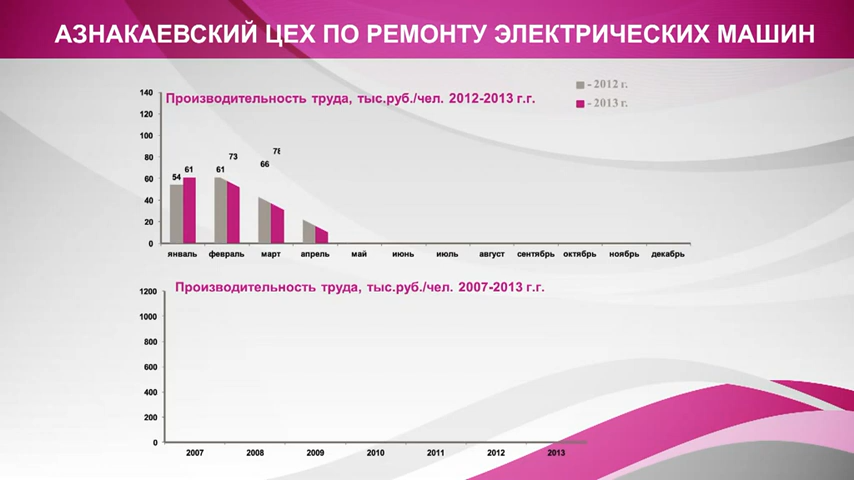 АЗНАКАЕВСКИЙ ЦЕХ ПО РЕМОНТУ ЭЛЕКТРИЧЕСКИХ МАШИН
Производительность труда, тыс.руб./чел. 2012-2013 г.г.
- 2012 г.
- 2013 г.
140
120
100
80
60
40
20
0
54 61 61 73 66 78
январь февраль март апрель май июнь июль август сентябрь октябрь ноябрь декабрь
Производительность труда, тыс.руб./чел. 2007-2013 г.г.
1200
1000
800
600
400
200
0
2007 2008 2009 2010 2011 2012 2013